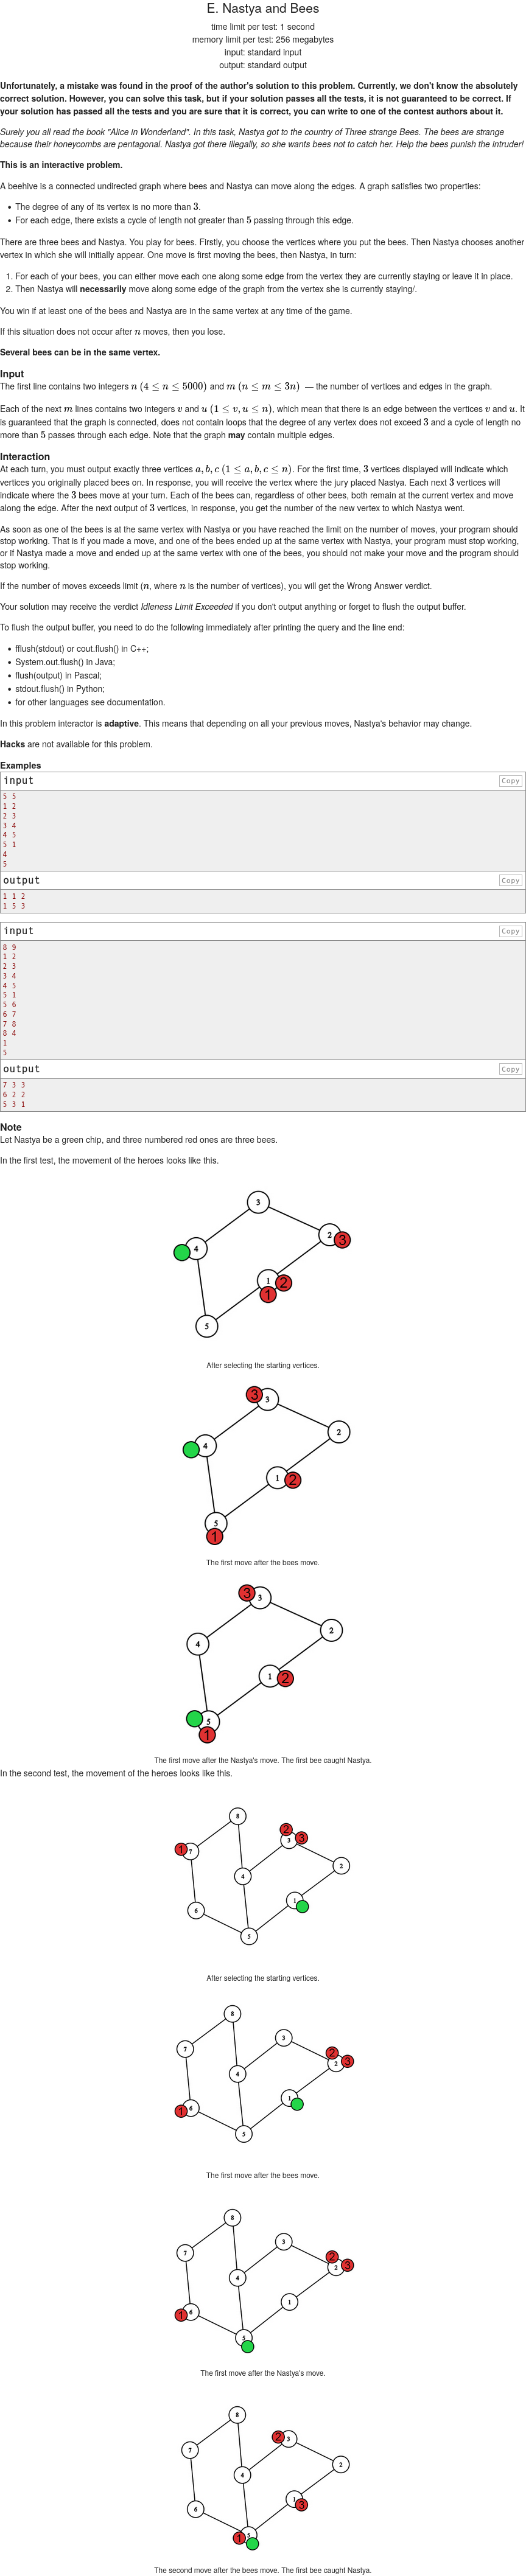 E. Nastya and Bees
time limit per test: 1 second
memory limit per test: 256 megabytes
input: standard input
output: standard output
Unfortunately, a mistake was found in the proof of the author's solution to this problem. Currently, we don't know the absolutely
correct solution. However, you can solve this task, but if your solution passes all the tests, it is not guaranteed to be correct. If
your solution has passed all the tests and you are sure that it is correct, you can write to one of the contest authors about it.
Surely you all read the book "Alice in Wonderland". In this task, Nastya got to the country of Three strange Bees. The bees are strange
because their honeycombs are pentagonal. Nastya got there illegally, so she wants bees not to catch her. Help the bees punish the intruder!
This is an interactive problem.
A beehive is a connected undirected graph where bees and Nastya can move along the edges. A graph satisfies two properties:
• The degree of any of its vertex is no more than 3.
• For each edge, there exists a cycle of length not greater than 5 passing through this edge.
There are three bees and Nastya. You play for bees. Firstly, you choose the vertices where you put the bees. Then Nastya chooses another
vertex in which she will initially appear. One move is first moving the bees, then Nastya, in turn:
1. For each of your bees, you can either move each one along some edge from the vertex they are currently staying or leave it in place.
2. Then Nastya will necessarily move along some edge of the graph from the vertex she is currently staying/.
You win if at least one of the bees and Nastya are in the same vertex at any time of the game.
If this situation does not occur after n moves, then you lose.
Several bees can be in the same vertex.
Input
The first line contains two integers n (4 ≤ n ≤ 5000) and m (n ≤ m ≤ 3n) — the number of vertices and edges in the graph.
Each of the next m lines contains two integers v and u (1 ≤ v, u ≤ n), which mean that there is an edge between the vertices v and u. It
is guaranteed that the graph is connected, does not contain loops that the degree of any vertex does not exceed 3 and a cycle of length no
more than 5 passes through each edge. Note that the graph may contain multiple edges.
Interaction
At each turn, you must output exactly three vertices a, b, c (1 ≤ a, b, c ≤ n). For the first time, 3 vertices displayed will indicate which
vertices you originally placed bees on. In response, you will receive the vertex where the jury placed Nastya. Each next 3 vertices will
indicate where the 3 bees move at your turn. Each of the bees can, regardless of other bees, both remain at the current vertex and move
along the edge. After the next output of 3 vertices, in response, you get the number of the new vertex to which Nastya went.
As soon as one of the bees is at the same vertex with Nastya or you have reached the limit on the number of moves, your program should
stop working. That is if you made a move, and one of the bees ended up at the same vertex with Nastya, your program must stop working,
or if Nastya made a move and ended up at the same vertex with one of the bees, you should not make your move and the program should
stop working.
If the number of moves exceeds limit (n, where n is the number of vertices), you will get the Wrong Answer verdict.
Your solution may receive the verdict Idleness Limit Exceeded if you don't output anything or forget to flush the output buffer.
To flush the output buffer, you need to do the following immediately after printing the query and the line end:
• fflush(stdout) or cout.flush() in C++;
• System.out.flush() in Java;
• flush(output) in Pascal;
• stdout.flush() in Python;
• for other languages see documentation.
In this problem interactor is adaptive. This means that depending on all your previous moves, Nastya's behavior may change.
Hacks are not available for this problem.
Examples
input
Copy
5 5
1 2
2 3
3 4
4 5
5 1
4
5
output
Copy
1 1 2
1 5 3
input
Copy
8 9
1 2
2 3
3 4
4 5
5 1
5 6
6 7
7 8
8 4
1
5
output
Copy
7 3 3
6 2 2
5 3 1
Note
Let Nastya be a green chip, and three numbered red ones are three bees.
In the first test, the movement of the heroes looks like this.
3
4
2
3
1
2
1
5
After selecting the starting vertices.
3
3
4
2
1
2
5
1
The first move after the bees move.
3
3
4
2
1
2
5
1
The first move after the Nastya's move. The first bee caught Nastya.
In the second test, the movement of the heroes looks like this.
8
2
3
3
1
7
4
2
1
6
5
After selecting the starting vertices.
8
3
7
2
3
2
4
1
1
6
5
The first move after the bees move.
8
3
7
2
3
2
4
1
1
6
5
The first move after the Nastya's move.
8
2
3
7
2
4
1
3
6
1
5
The second move after the bees move. The first bee caught Nastya.